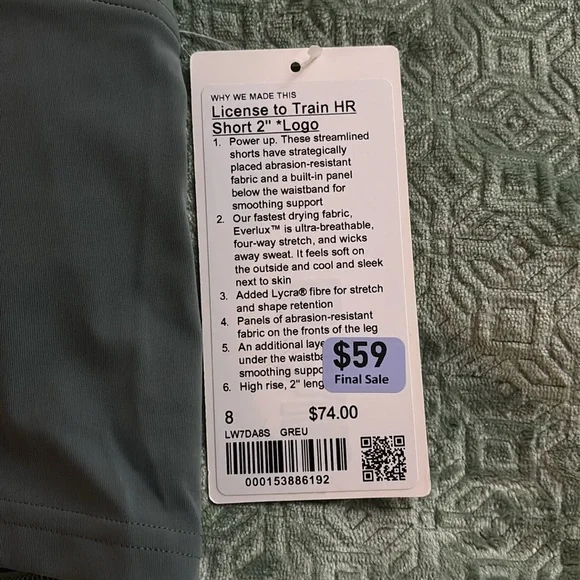 WHY WE MADE THIS
License to Train HR
Short 2" *Logo
1. Power up. These streamlined
shorts have strategically
placed abrasion-resistant
fabric and a built-in panel
below the waistband for
smoothing support
2. Our fastest drying fabric,
Everlux™ is ultra-breathable,
four-way stretch, and wicks
away sweat. It feels soft on
the outside and cool and sleek
next to skin
3. Added Lycra® fibre for stretch
and shape retention
4. Panels of abrasion-resistant
fabric on the fronts of the leg
5. An additional
under the
smoothing
6. High rise, 2"
$59
Final Sale
8 $74.00
LW7DA8S GREU
000153886192